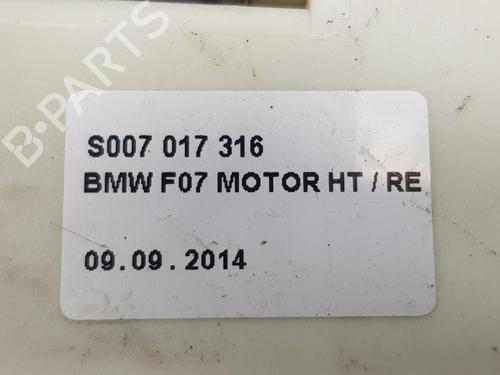 B-PARTS
S007 017 316
BMW F07 MOTOR HT / RE
09.09.2014